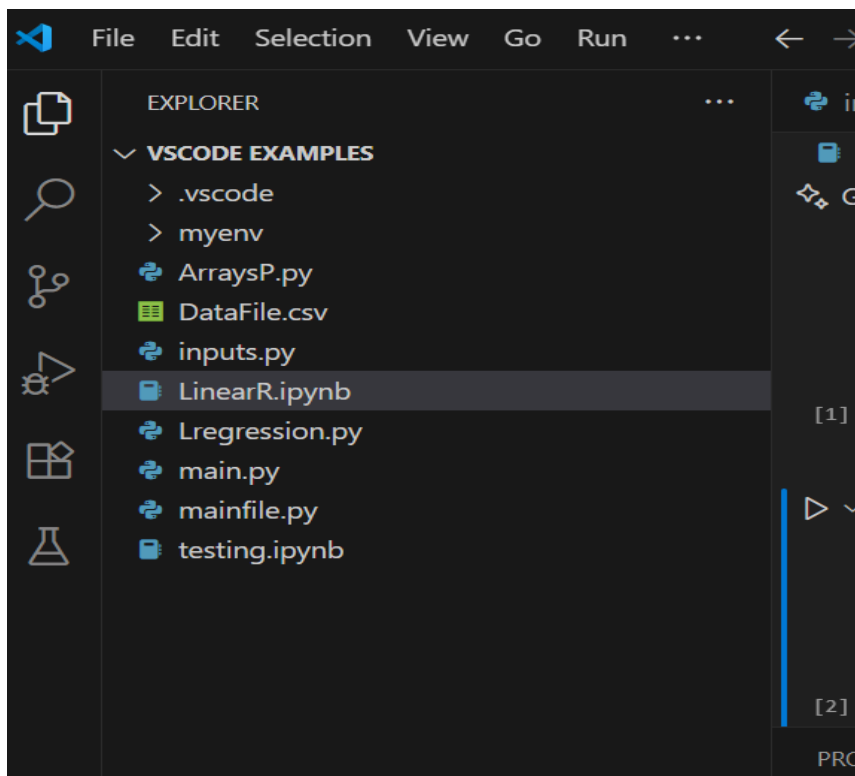 File Edit Selection View Go Run ...
EXPLORER ...
VSCODE EXAMPLES
.vscode
myenv
ArraysP.py
DataFile.csv
inputs.py
LinearR.ipynb
Lregression.py
main.py
mainfile.py
testing.ipynb
[1]
[2]